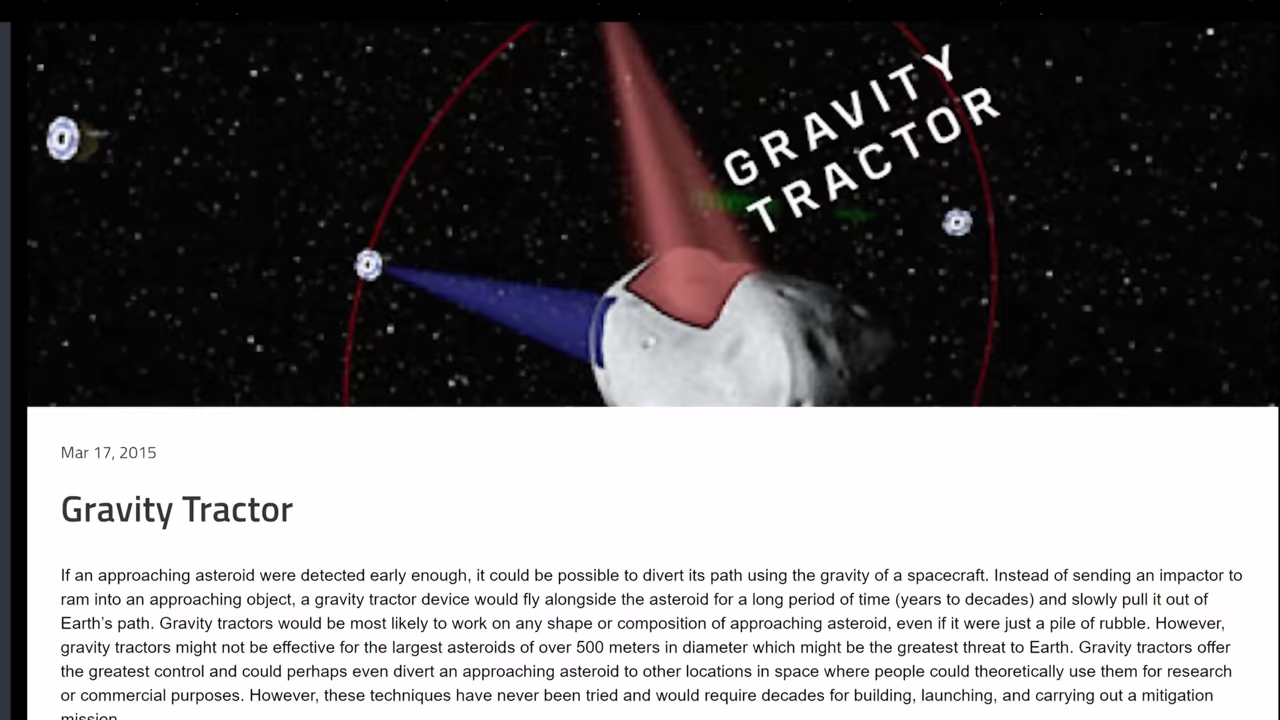 GRAVITY
TRACTOR
Mar 17, 2015
Gravity Tractor
If an approaching asteroid were detected early enough, it could be possible to divert its path using the gravity of a spacecraft. Instead of sending an impactor to
ram into an approaching object, a gravity tractor device would fly alongside the asteroid for a long period of time (years to decades) and slowly pull it out of
Earth's path. Gravity tractors would be most likely to work on any shape or composition of approaching asteroid, even if it were just a pile of rubble. However,
gravity tractors might not be effective for the largest asteroids of over 500 meters in diameter which might be the greatest threat to Earth. Gravity tractors offer
the greatest control and could perhaps even divert an approaching asteroid to other locations in space where people could theoretically use them for research
or commercial purposes. However, these techniques have never been tried and would require decades for building, launching, and carrying out a mitigation
mission.